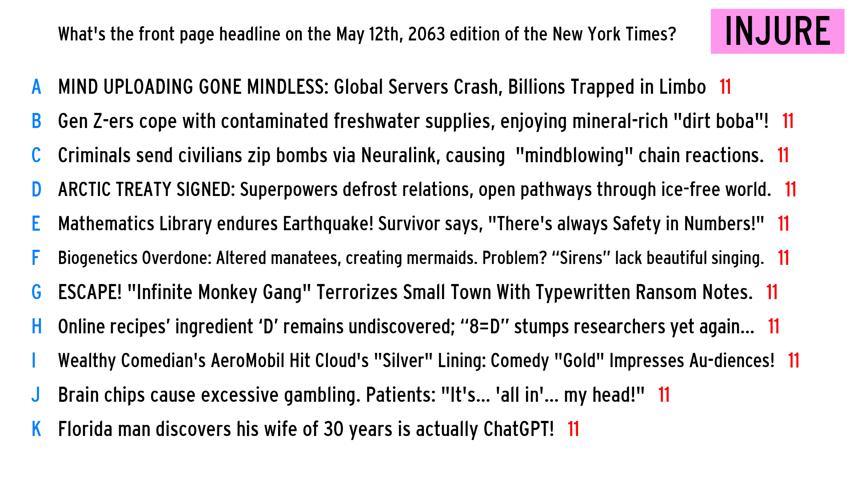 What's the front page headline on the May 12th, 2063 edition of the New York Times?
INJURE
A MIND UPLOADING GONE MINDLESS: Global Servers Crash, Billions Trapped in Limbo 11
B Gen Z-ers cope with contaminated freshwater supplies, enjoying mineral-rich "dirt boba"! 11
C Criminals send civilians zip bombs via Neuralink, causing "mindblowing" chain reactions. 11
D ARCTIC TREATY SIGNED: Superpowers defrost relations, open pathways through ice-free world. 11
E Mathematics Library endures Earthquake! Survivor says, "There's always Safety in Numbers!" 11
F Biogenetics Overdone: Altered manatees, creating mermaids. Problem? “Sirens” lack beautiful singing. 11
G ESCAPE! "Infinite Monkey Gang" Terrorizes Small Town With Typewritten Ransom Notes. 11
H Online recipes’ ingredient ‘D’ remains undiscovered; “8=D” stumps researchers yet again... 11
I Wealthy Comedian's AeroMobil Hit Cloud's "Silver" Lining: Comedy "Gold" Impresses Au-diences! 11
J Brain chips cause excessive gambling. Patients: "It's... 'all in'... my head!" 11
K Florida man discovers his wife of 30 years is actually ChatGPT! 11